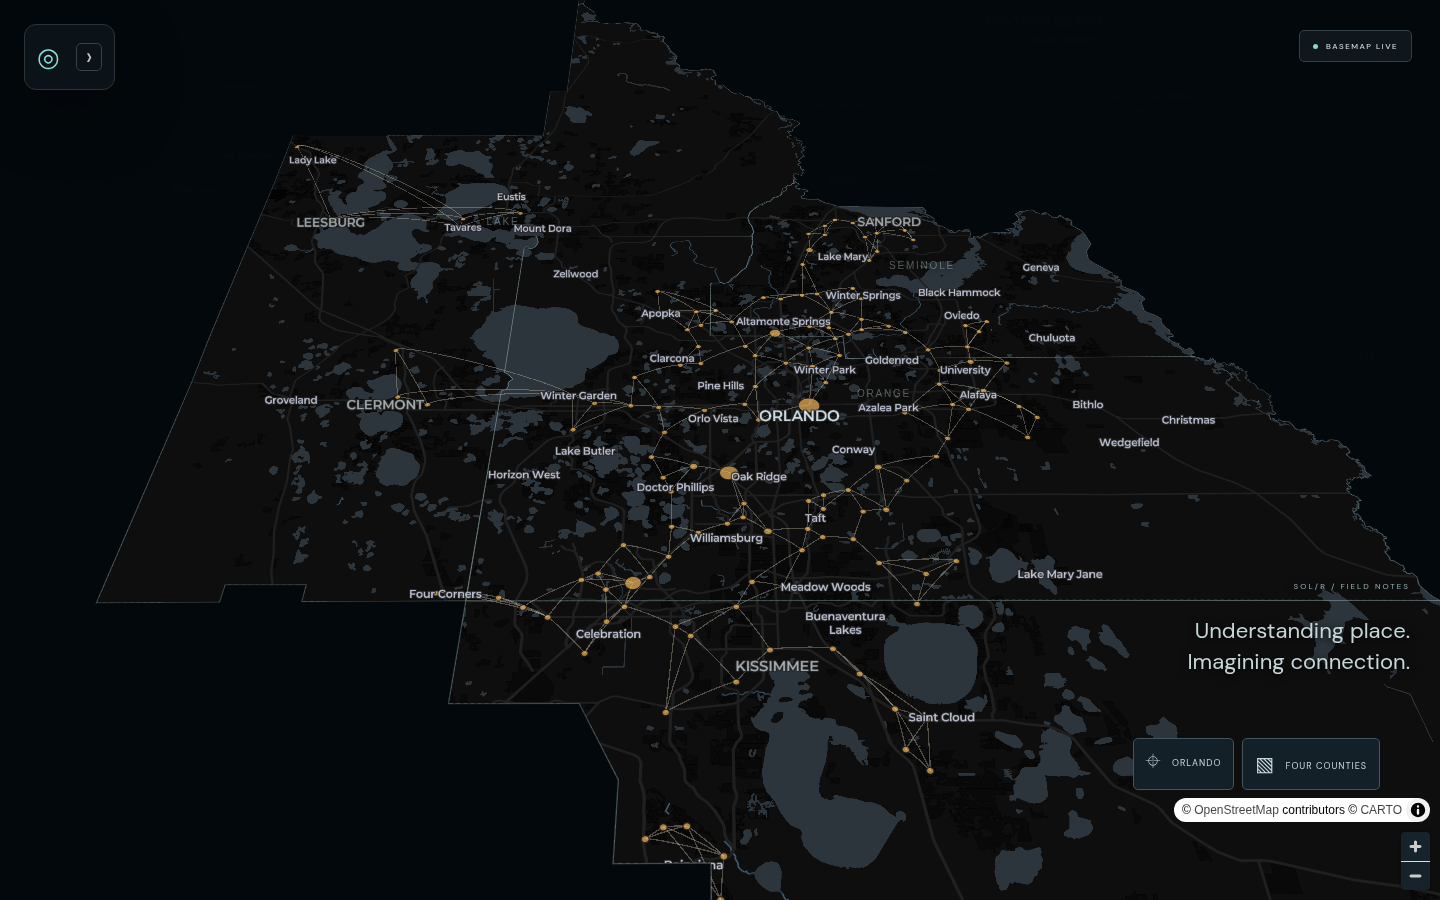 BASEMAP LIVE
Lady Lake
Eustis
LEESBURG
LAKE
Tavares
Mount Dora
SANFORD
Lake Mary
SEMINOLE
Geneva
Zellwood
Winter Springs
Black Hammock
Apopka
Altamonte Springs
Oviedo
Chuluota
Clarcona
Goldenrod
Winter Park
University
Pine Hills
ORANGE
Groveland
CLERMONT
Winter Garden
Alafaya
Azalea Park
Bithlo
Orlo Vista
ORLANDO
Christmas
Wedgefield
Lake Butler
Conway
Horizon West
Oak Ridge
Doctor Phillips
Taft
Williamsburg
Lake Mary Jane
Meadow Woods
SOL/R / FIELD NOTES
Four Corners
Buenaventura
Lakes
Celebration
Understanding place.
Imagining connection.
KISSIMMEE
Saint Cloud
ORLANDO
FOUR COUNTIES
© OpenStreetMap contributors © CARTO